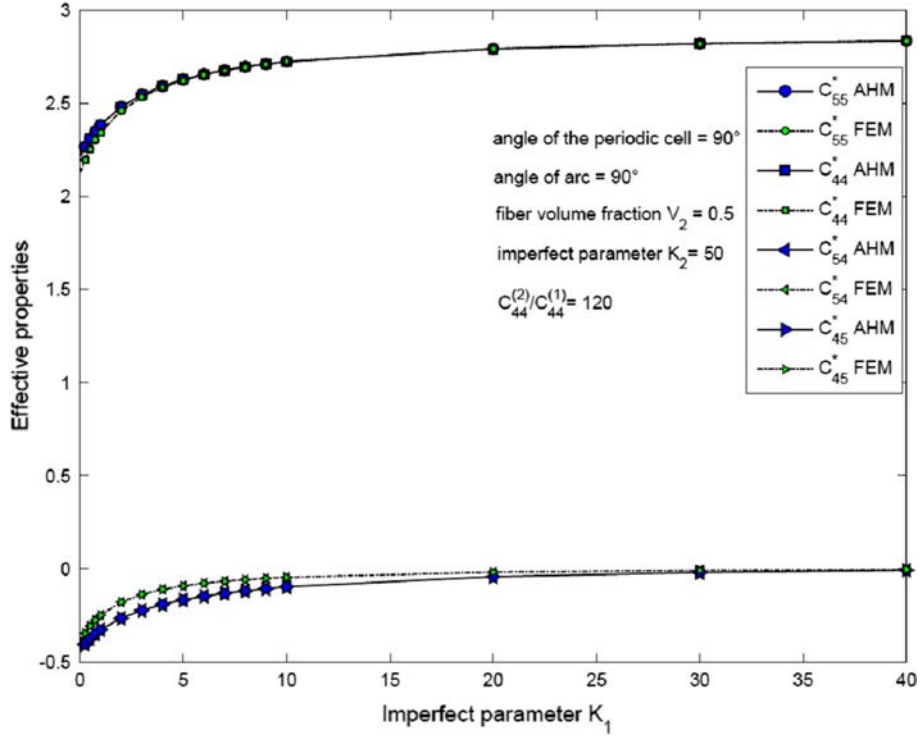 3
2.5
2
1.5
1
0.5
0
-0.5
Effective properties
0
5
10
15
20
25
30
35
40
Imperfect parameter K₁
angle of the periodic cell = 90°
angle of arc = 90°
fiber volume fraction V₂ = 0.5
imperfect parameter K₂= 50
C₄₄⁽²⁾/C₄₄⁽¹⁾= 120
C*₅₅ AHM
C*₅₅ FEM
C*₄₄ AHM
C*₄₄ FEM
C*₅₄ AHM
C*₅₄ FEM
C*₄₅ AHM
C*₄₅ FEM